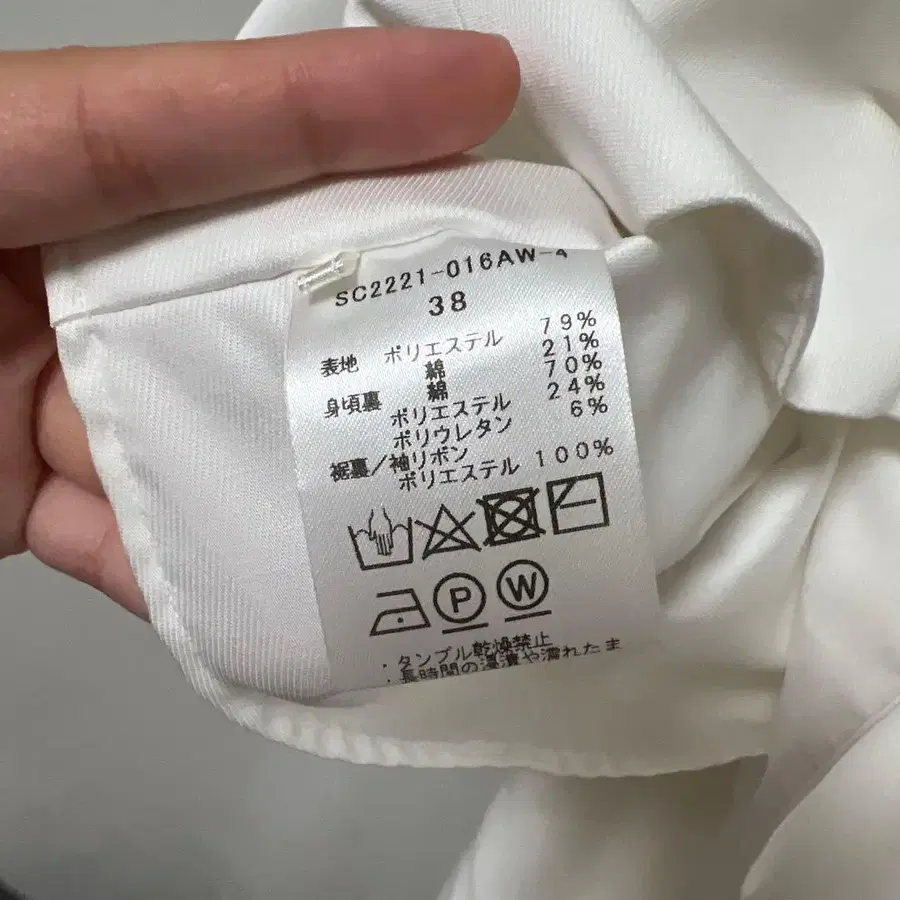 SC2221-016AW-4
38
表地 ポリエステル 79%
綿 21%
身頃裏 綿 70%
ポリエステル 24%
ポリウレタン 6%
裾裏/袖リボン
ポリエステル 100%
P W
・タンブル乾燥禁止
・長時間の浸漬や濡れたま